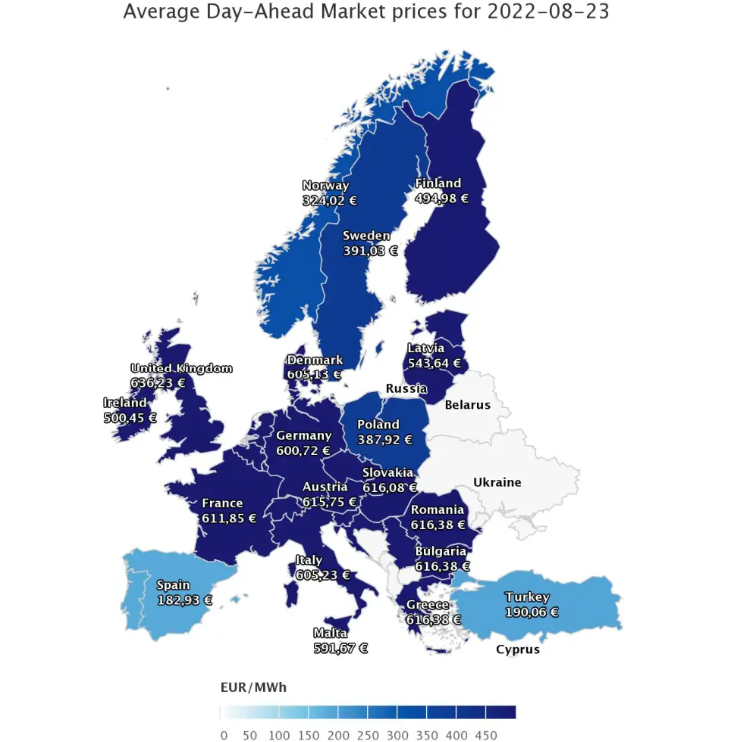 Average Day-Ahead Market prices for 2022-08-23
Norway
324,02 €
Finland
494,98 €
Sweden
391,03 €
Latvia
543,64 €
Denmark
605,13 €
United Kingdom
636,23 €
Russia
Ireland
500,45 €
Belarus
Poland
387,92 €
Germany
600,72 €
Slovakia
616,08 €
Ukraine
Austria
615,75 €
France
611,85 €
Romania
616,38 €
Bulgaria
616,38 €
Italy
605,23 €
Spain
182,93 €
Turkey
190,06 €
Greece
616,38 €
Malta
591,67 €
Cyprus
EUR/MWh
0 50 100 150 200 250 300 350 400 450